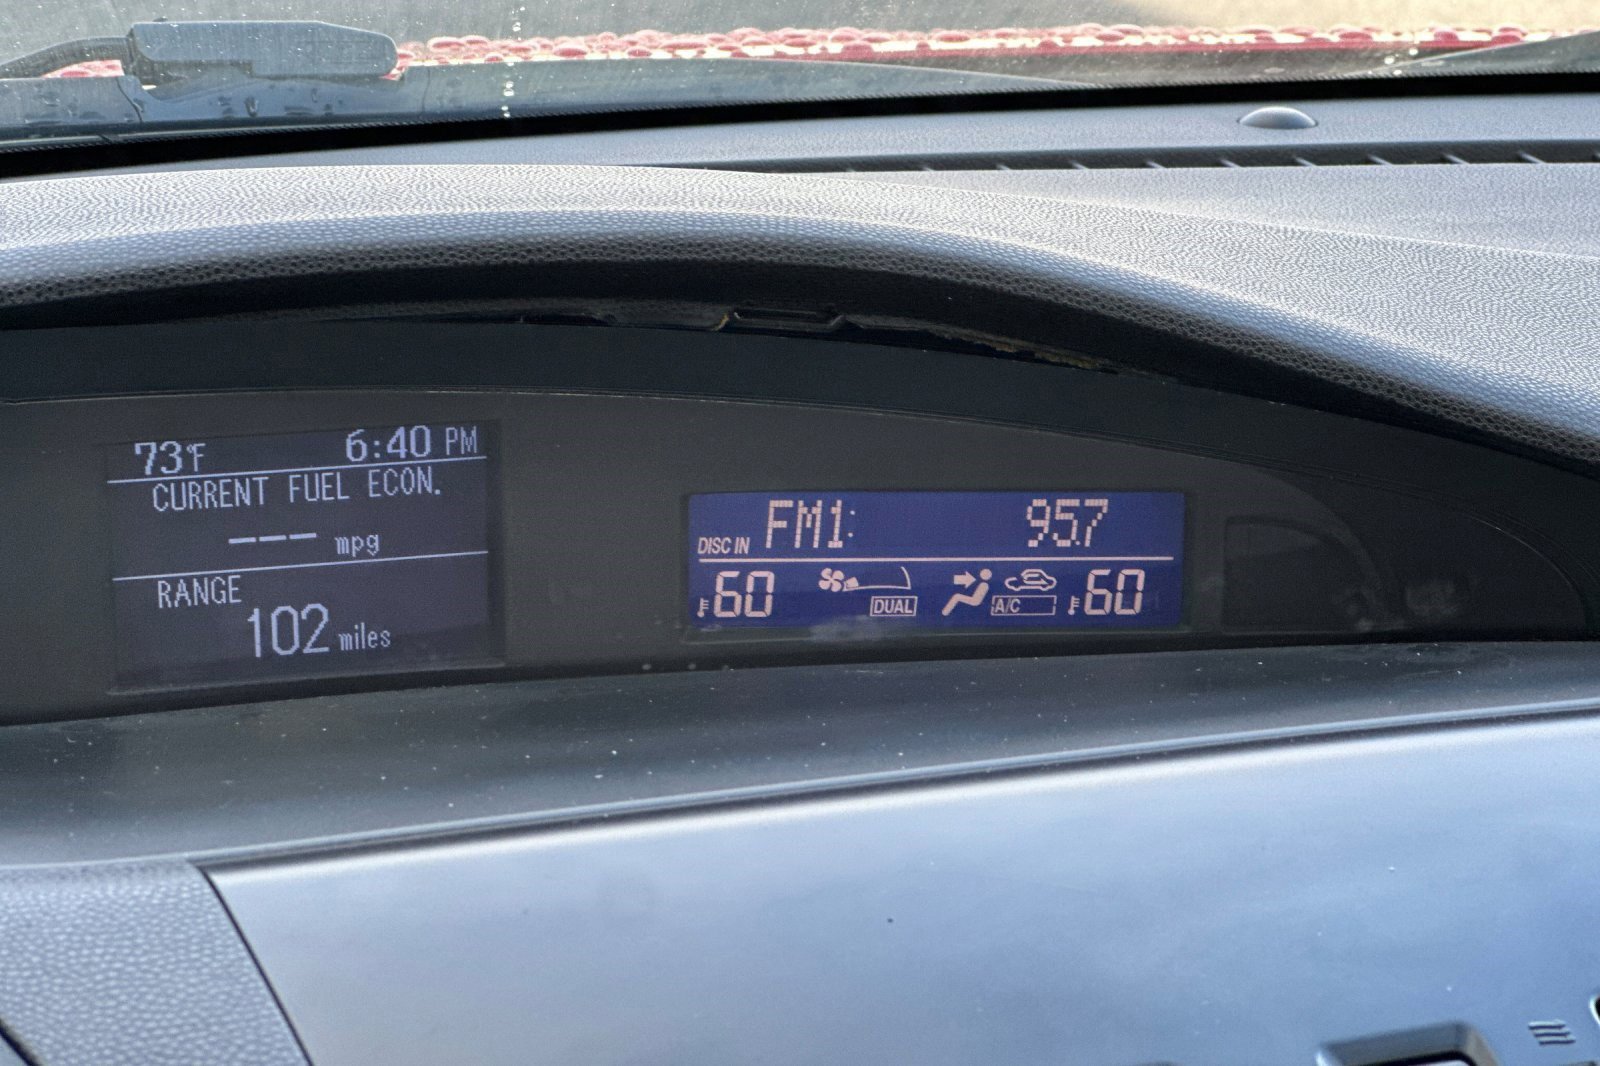 73°F 6:40 PM
CURRENT FUEL ECON.
--- mpg
RANGE
102 miles
DISC IN FM1: 95.7
60 DUAL A/C 60